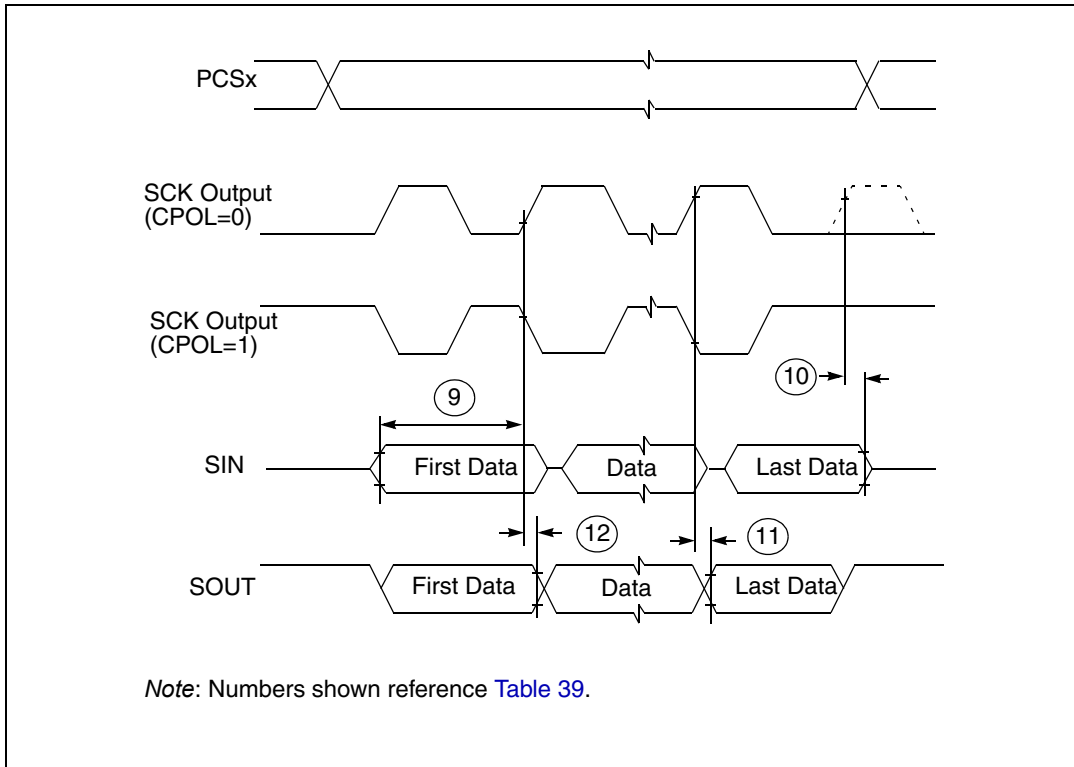 PCSx
SCK Output
(CPOL=0)
SCK Output
(CPOL=1)
10
9
SIN
First Data
Data
Last Data
12
11
SOUT
First Data
Data
Last Data
Note: Numbers shown reference Table 39.